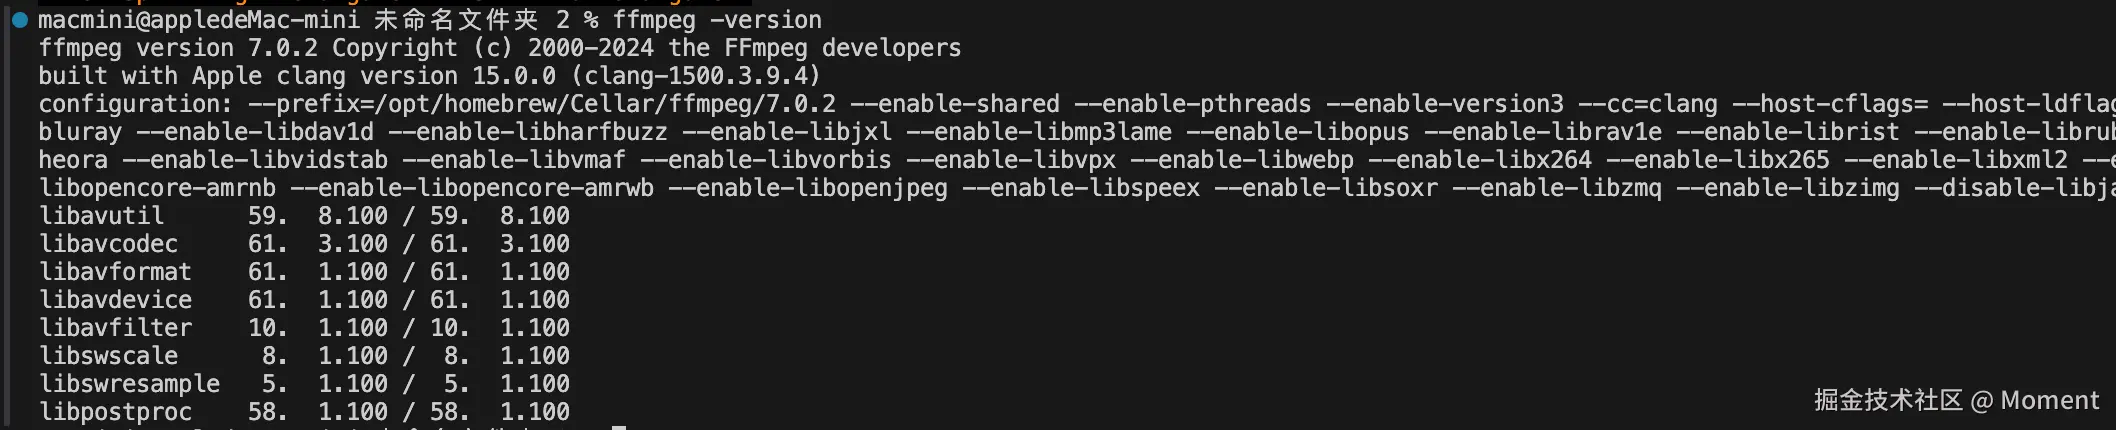 macmini@appledeMac-mini 未命名文件夹 2 % ffmpeg -version
ffmpeg version 7.0.2 Copyright (c) 2000-2024 the FFmpeg developers
built with Apple clang version 15.0.0 (clang-1500.3.9.4)
configuration: --prefix=/opt/homebrew/Cellar/ffmpeg/7.0.2 --enable-shared --enable-pthreads --enable-version3 --cc=clang --host-cflags= --host-ldflag
bluray --enable-libdav1d --enable-libharfbuzz --enable-libjxl --enable-libmp3lame --enable-libopus --enable-librav1e --enable-librist --enable-librub
heora --enable-libvidstab --enable-libvmaf --enable-libvorbis --enable-libvpx --enable-libwebp --enable-libx264 --enable-libx265 --enable-libxml2 --e
libopencore-amrnb --enable-libopencore-amrwb --enable-libopenjpeg --enable-libspeex --enable-libsoxr --enable-libzmq --enable-libzimg --disable-libja
libavutil      59.  8.100 / 59.  8.100
libavcodec     61.  3.100 / 61.  3.100
libavformat    61.  1.100 / 61.  1.100
libavdevice    61.  1.100 / 61.  1.100
libavfilter    10.  1.100 / 10.  1.100
libswscale      8.  1.100 /  8.  1.100
libswresample   5.  1.100 /  5.  1.100
libpostproc    58.  1.100 / 58.  1.100
掘金技术社区 @ Moment